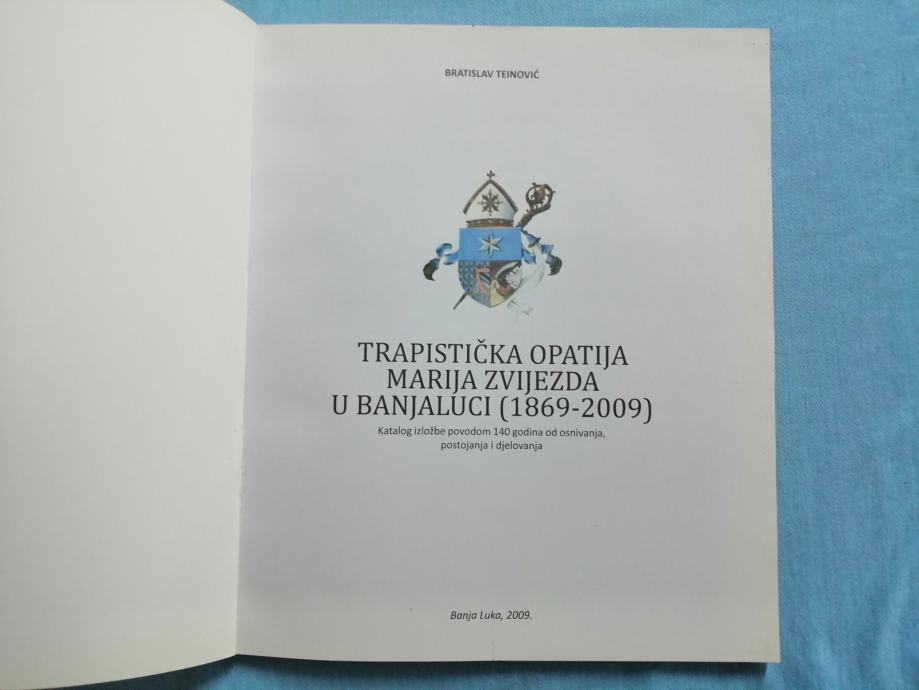 BRATISLAV TEINOVIĆ
TRAPISTIČKA OPATIJA
MARIJA ZVIJEZDA
U BANJALUCI (1869-2009)
Katalog izložbe povodom 140 godina od osnivanja,
postojanja i djelovanja
Banja Luka, 2009.